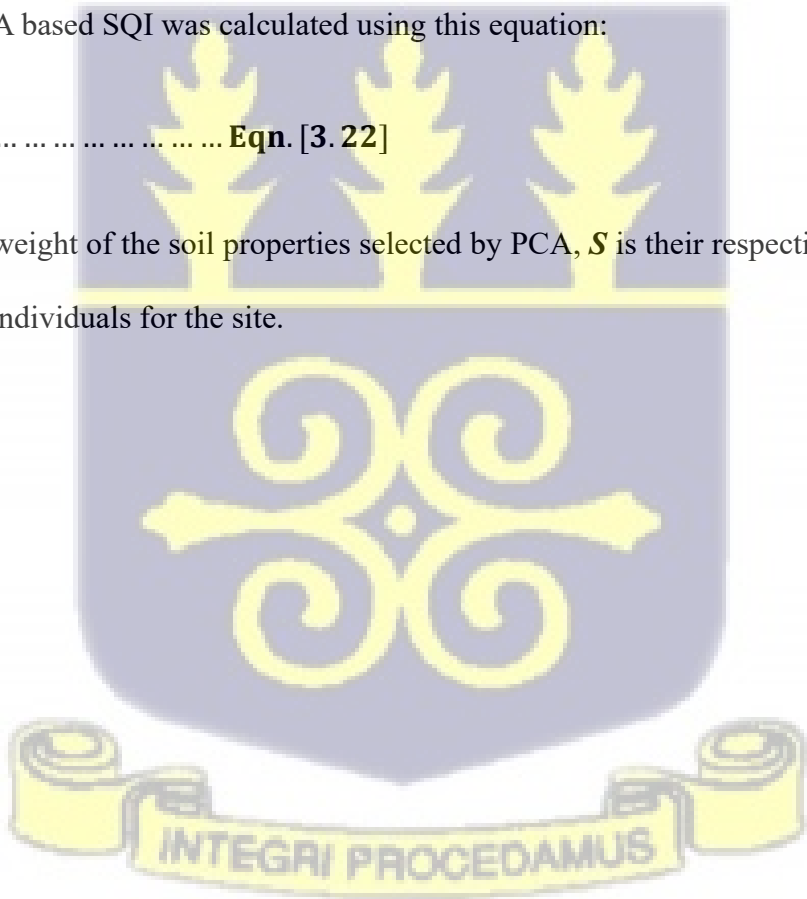 A based SQI was calculated using this equation:
… … … … … … … … Eqn. [3. 22]
weight of the soil properties selected by PCA, S is their respecti
ndividuals for the site.
INTEGRI PROCEDAMUS